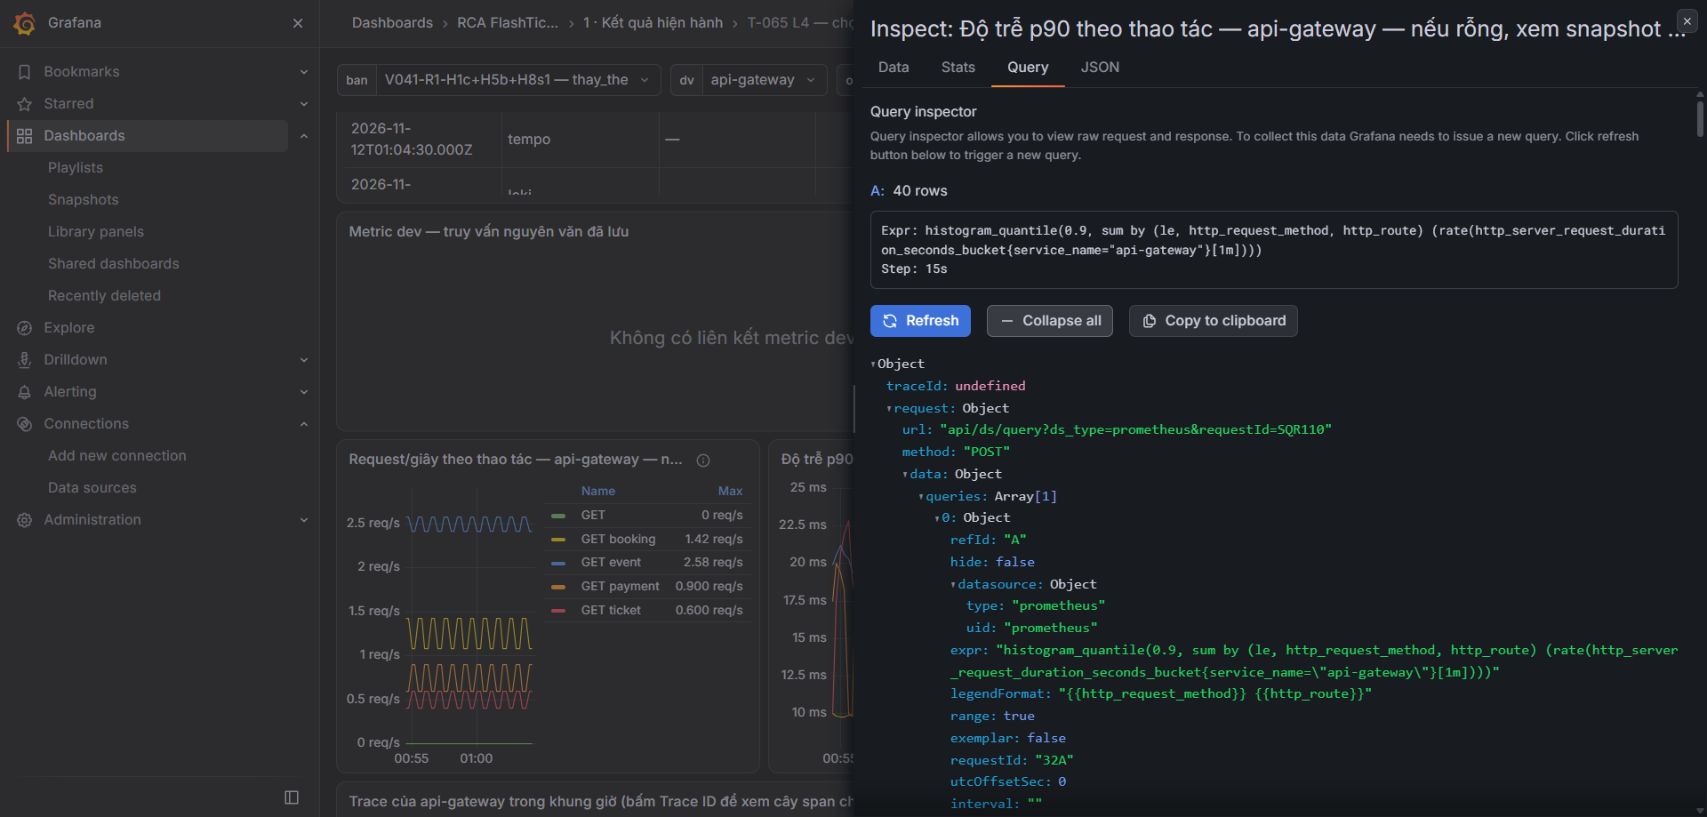 Grafana
Bookmarks
Starred
Dashboards
Playlists
Snapshots
Library panels
Shared dashboards
Recently deleted
Explore
Drilldown
Alerting
Connections
Add new connection
Data sources
Administration
Dashboards › RCA FlashTic... › 1 · Kết quả hiện hành › T-065 L4 — chọ
ban V041-R1-H1c+H5b+H8s1 — thay_the
dv api-gateway
2026-11-
12T01:04:30.000Z
tempo
—
2026-11-
loki
Metric dev — truy vấn nguyên văn đã lưu
Không có liên kết metric dev
Request/giây theo thao tác — api-gateway — n...
Name Max
GET 0 req/s
GET booking 1.42 req/s
GET event 2.58 req/s
GET payment 0.900 req/s
GET ticket 0.600 req/s
2.5 req/s
2 req/s
1.5 req/s
1 req/s
0.5 req/s
0 req/s
00:55 01:00
Độ trễ p90
25 ms
22.5 ms
20 ms
17.5 ms
15 ms
12.5 ms
10 ms
00:55
Trace của api-gateway trong khung giờ (bấm Trace ID để xem cây span ch
Inspect: Độ trễ p90 theo thao tác — api-gateway — nếu rỗng, xem snapshot ...
Data Stats Query JSON
Query inspector
Query inspector allows you to view raw request and response. To collect this data Grafana needs to issue a new query. Click refresh
button below to trigger a new query.
A: 40 rows
Expr: histogram_quantile(0.9, sum by (le, http_request_method, http_route) (rate(http_server_request_durati
on_seconds_bucket{service_name="api-gateway"}[1m])))
Step: 15s
Refresh
Collapse all
Copy to clipboard
Object
traceId: undefined
request: Object
url: "api/ds/query?ds_type=prometheus&requestId=SQR110"
method: "POST"
data: Object
queries: Array[1]
0: Object
refId: "A"
hide: false
datasource: Object
type: "prometheus"
uid: "prometheus"
expr: "histogram_quantile(0.9, sum by (le, http_request_method, http_route) (rate(http_server
_request_duration_seconds_bucket{service_name=\"api-gateway\"}[1m])))"
legendFormat: "{{http_request_method}} {{http_route}}"
range: true
exemplar: false
requestId: "32A"
utcOffsetSec: 0
interval: ""